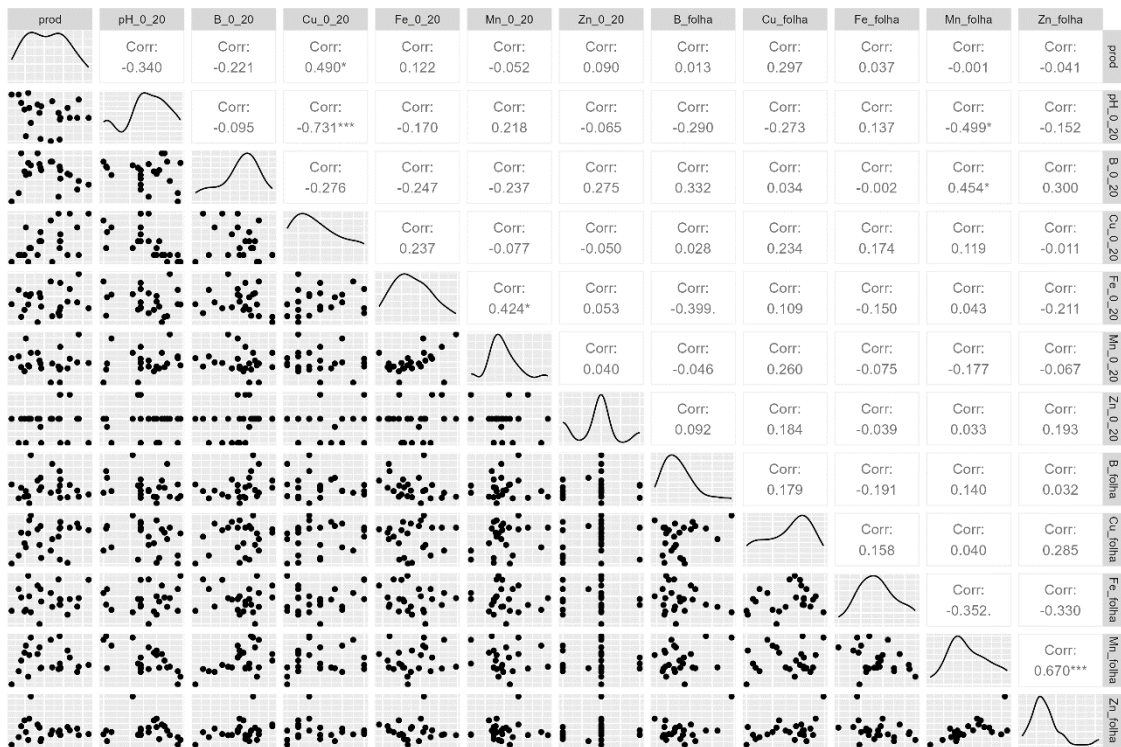 prod pH_0_20 B_0_20 Cu_0_20 Fe_0_20 Mn_0_20 Zn_0_20 B_folha Cu_folha Fe_folha Mn_folha Zn_folha
Corr: Corr: Corr: Corr: Corr: Corr: Corr: Corr: Corr: Corr: Corr:
-0.340 -0.221 0.490* 0.122 -0.052 0.090 0.013 0.297 0.037 -0.001 -0.041
prod
Corr: Corr: Corr: Corr: Corr: Corr: Corr: Corr: Corr: Corr:
-0.095 -0.731*** -0.170 0.218 -0.065 -0.290 -0.273 0.137 -0.499* -0.152
pH_0_20
Corr: Corr: Corr: Corr: Corr: Corr: Corr: Corr: Corr:
-0.276 -0.247 -0.237 0.275 0.332 0.034 -0.002 0.454* 0.300
B_0_20
Corr: Corr: Corr: Corr: Corr: Corr: Corr: Corr:
0.237 -0.077 -0.050 0.028 0.234 0.174 0.119 -0.011
Cu_0_20
Corr: Corr: Corr: Corr: Corr: Corr: Corr:
0.424* 0.053 -0.399. 0.109 -0.150 0.043 -0.211
Fe_0_20
Corr: Corr: Corr: Corr: Corr: Corr:
0.040 -0.046 0.260 -0.075 -0.177 -0.067
Mn_0_20
Corr: Corr: Corr: Corr: Corr:
0.092 0.184 -0.039 0.033 0.193
Zn_0_20
Corr: Corr: Corr: Corr:
0.179 -0.191 0.140 0.032
B_folha
Corr: Corr: Corr:
0.158 0.040 0.285
Cu_folha
Corr: Corr:
-0.352. -0.330
Fe_folha
Corr:
0.670***
Mn_folha
Zn_folha